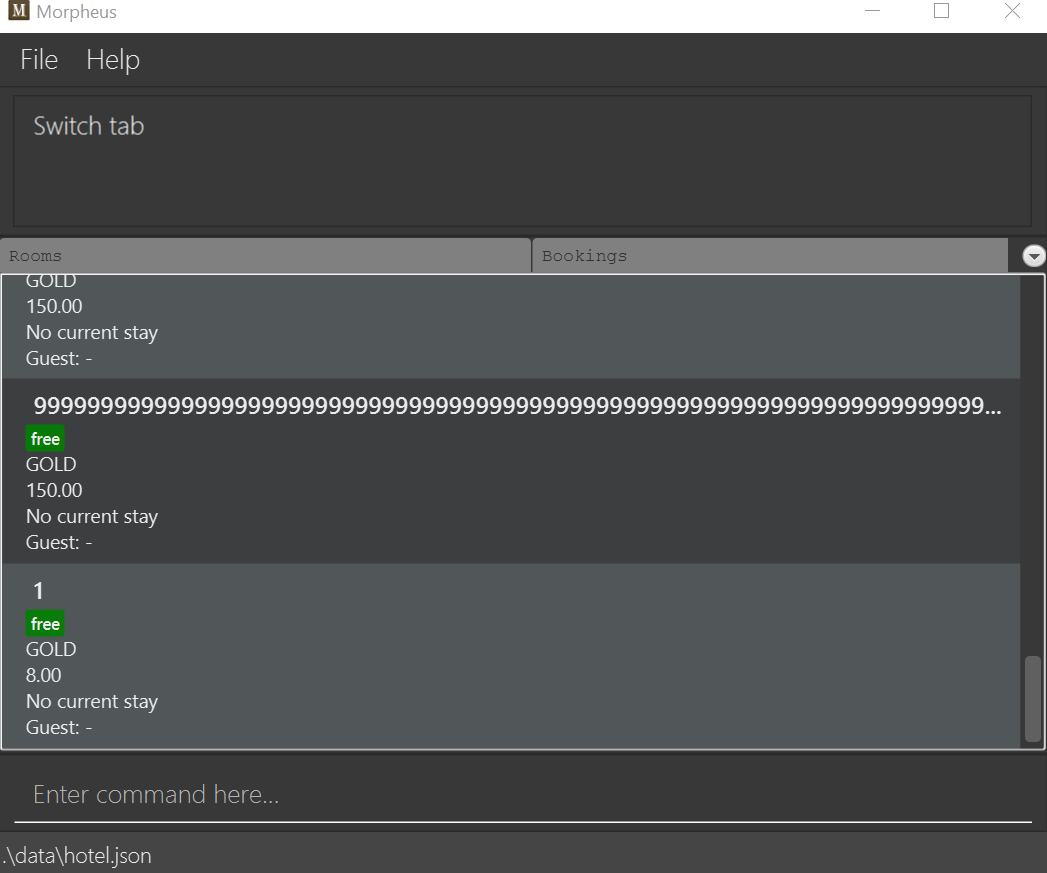 M Morpheus
File Help
Switch tab
Rooms Bookings
GOLD
150.00
No current stay
Guest: -
99999999999999999999999999999999999999999999999999999999999999999999999...
free
GOLD
150.00
No current stay
Guest: -
1
free
GOLD
8.00
No current stay
Guest: -
Enter command here...
.\data\hotel.json